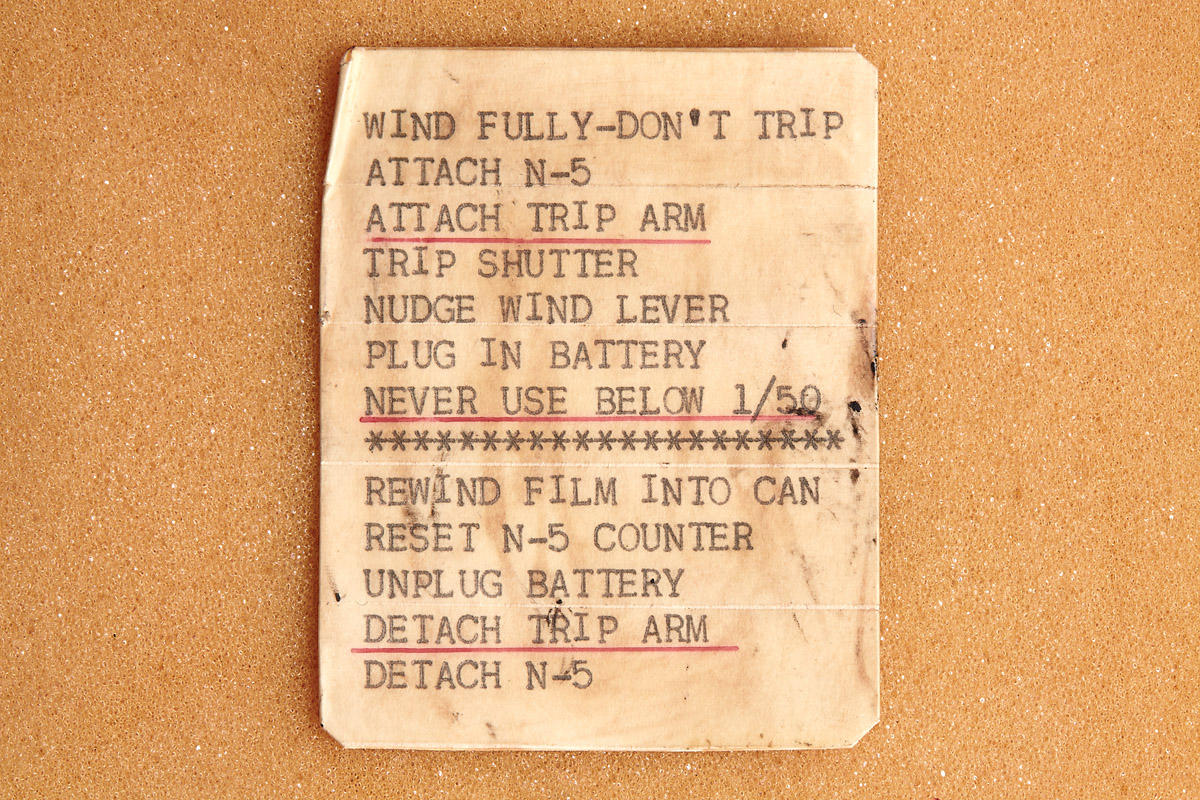 WIND FULLY-DON'T TRIP
ATTACH N-5
ATTACH TRIP ARM
TRIP SHUTTER
NUDGE WIND LEVER
PLUG IN BATTERY
NEVER USE BELOW 1/50
*********************
REWIND FILM INTO CAN
RESET N-5 COUNTER
UNPLUG BATTERY
DETACH TRIP ARM
DETACH N-5